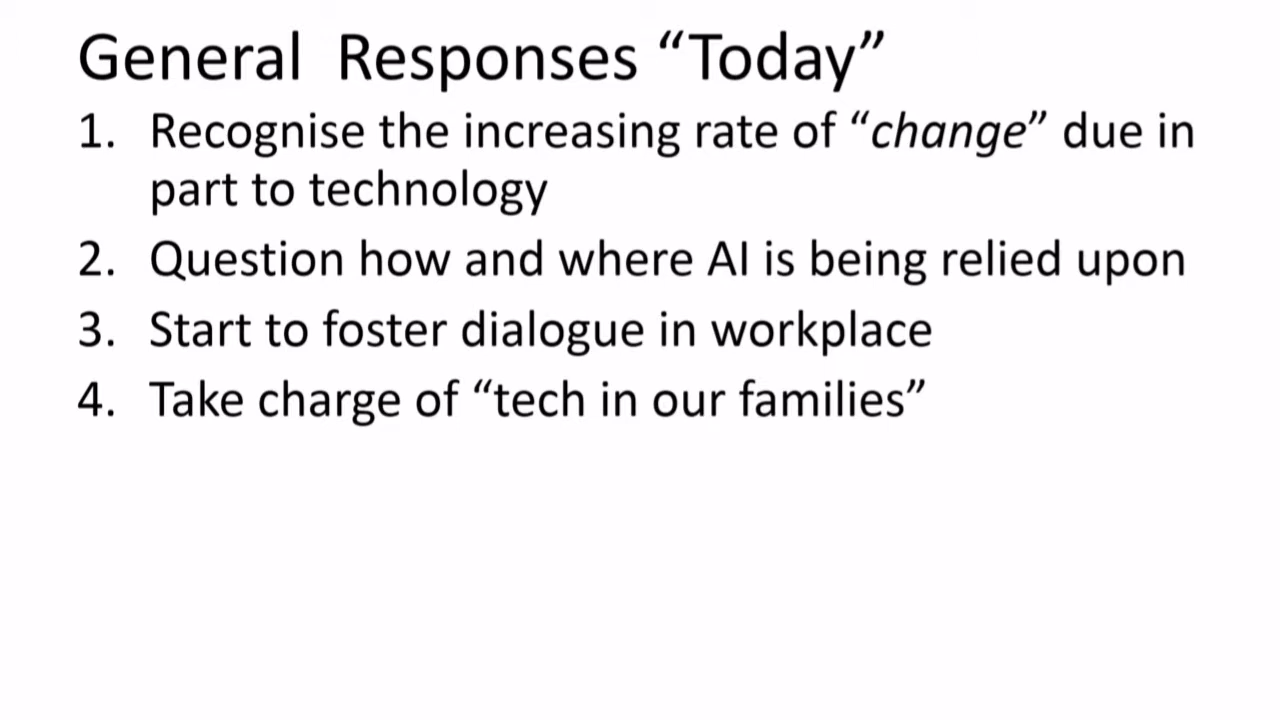 General  Responses “Today”
1. Recognise the increasing rate of “change” due in
part to technology
2. Question how and where AI is being relied upon
3. Start to foster dialogue in workplace
4. Take charge of “tech in our families”